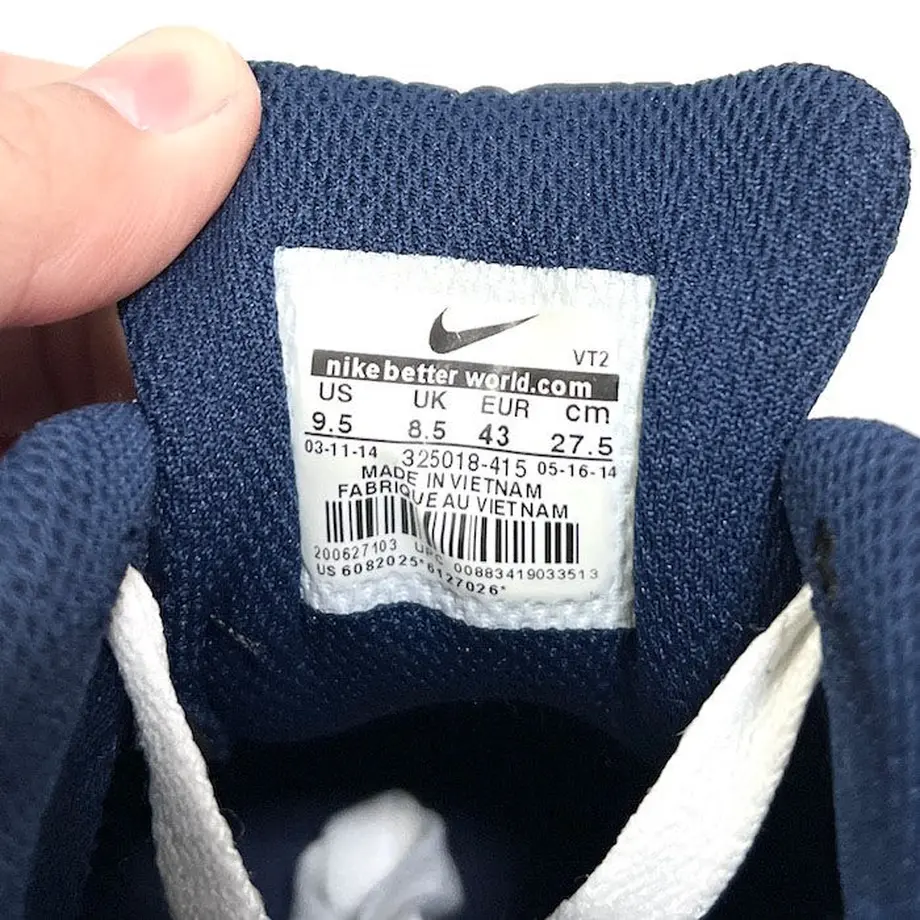 VT2
nikebetterworld.com
US UK EUR cm
9.5 8.5 43 27.5
03-11-14 325018-415 05-16-14
MADE IN VIETNAM
FABRIQUE AU VIETNAM
200627103 UPC 00883419033513
US 6082025*6127026*